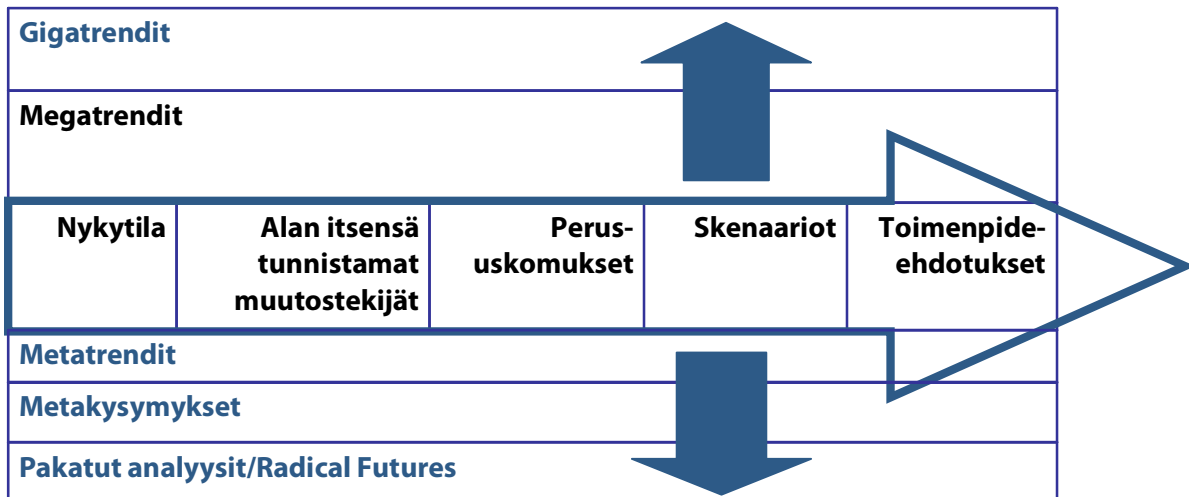 Gigatrendit
Megatrendit
Nykytila
Alan itsensä
tunnistamat
muutostekijät
Perus-
uskomukset
Skenaariot
Toimenpide-
ehdotukset
Metatrendit
Metakysymykset
Pakatut analyysit/Radical Futures